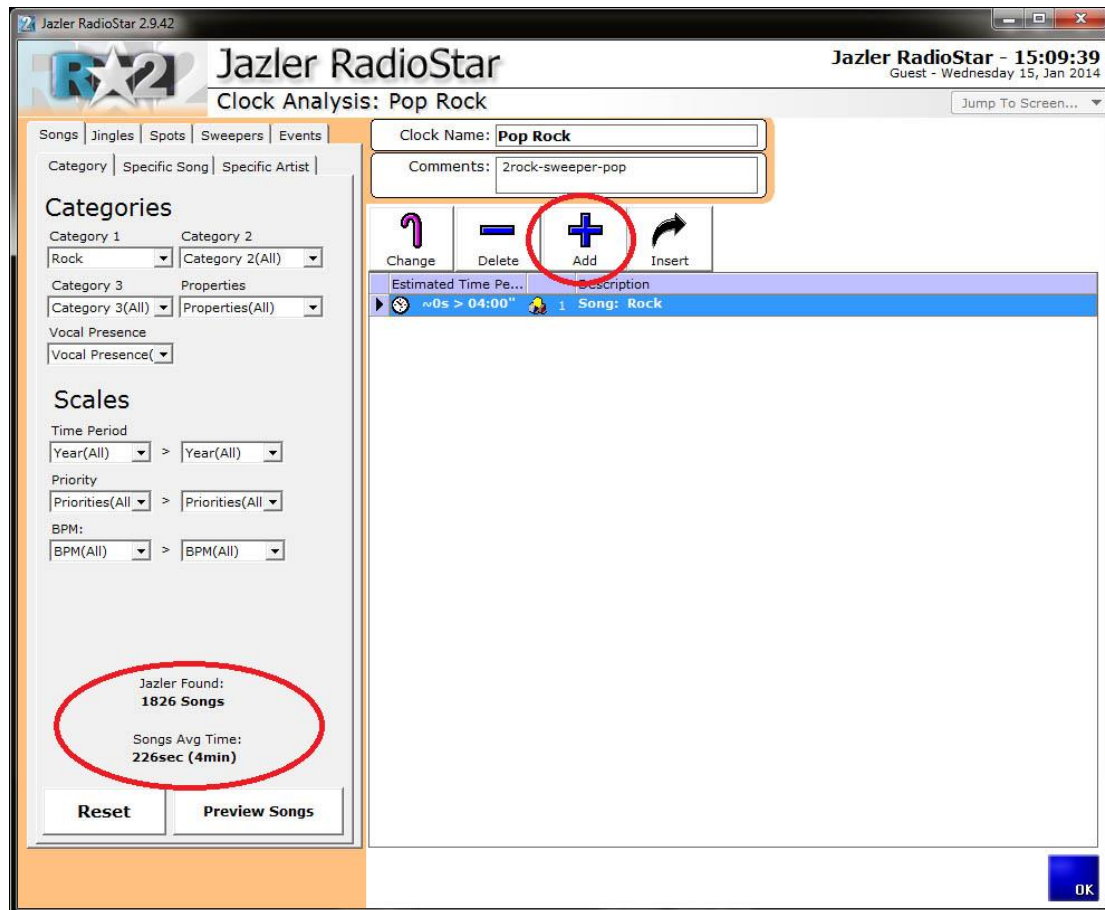 Jazler RadioStar 2.9.42
R 2
Jazler RadioStar
Jazler RadioStar - 15:09:39
Guest - Wednesday 15, Jan 2014
Clock Analysis: Pop Rock
Jump To Screen...
Songs Jingles Spots Sweepers Events
Category Specific Song Specific Artist
Categories
Category 1 Category 2
Rock Category 2(All)
Category 3 Properties
Category 3(All) Properties(All)
Vocal Presence
Vocal Presence(
Scales
Time Period
Year(All) > Year(All)
Priority
Priorities(All > Priorities(All
BPM:
BPM(All) > BPM(All)
Jazler Found:
1826 Songs
Songs Avg Time:
226sec (4min)
Reset Preview Songs
Clock Name: Pop Rock
Comments: 2rock-sweeper-pop
Change Delete Add Insert
Estimated Time Pe... Description
~0s > 04:00" 1 Song: Rock
OK